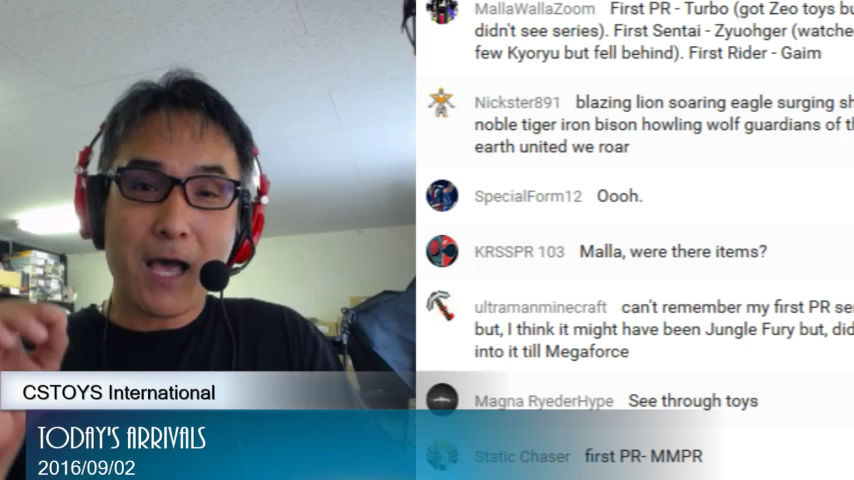 MallaWallaZoom First PR - Turbo (got Zeo toys bu
didn't see series). First Sentai - Zyuohger (watche
few Kyoryu but fell behind). First Rider - Gaim
Nickster891 blazing lion soaring eagle surging sh
noble tiger iron bison howling wolf guardians of th
earth united we roar
SpecialForm12 Oooh.
KRSSPR 103 Malla, were there items?
ultramanminecraft can't remember my first PR ser
but, I think it might have been Jungle Fury but, did
into it till Megaforce
CSTOYS International
Magna RyederHype See through toys
TODAY'S ARRIVALS
Static Chaser first PR- MMPR
2016/09/02